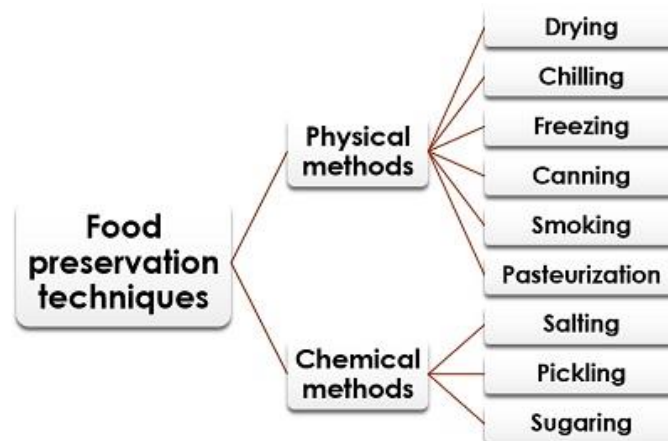 Food
preservation
techniques
Physical
methods
Drying
Chilling
Freezing
Canning
Smoking
Pasteurization
Chemical
methods
Salting
Pickling
Sugaring